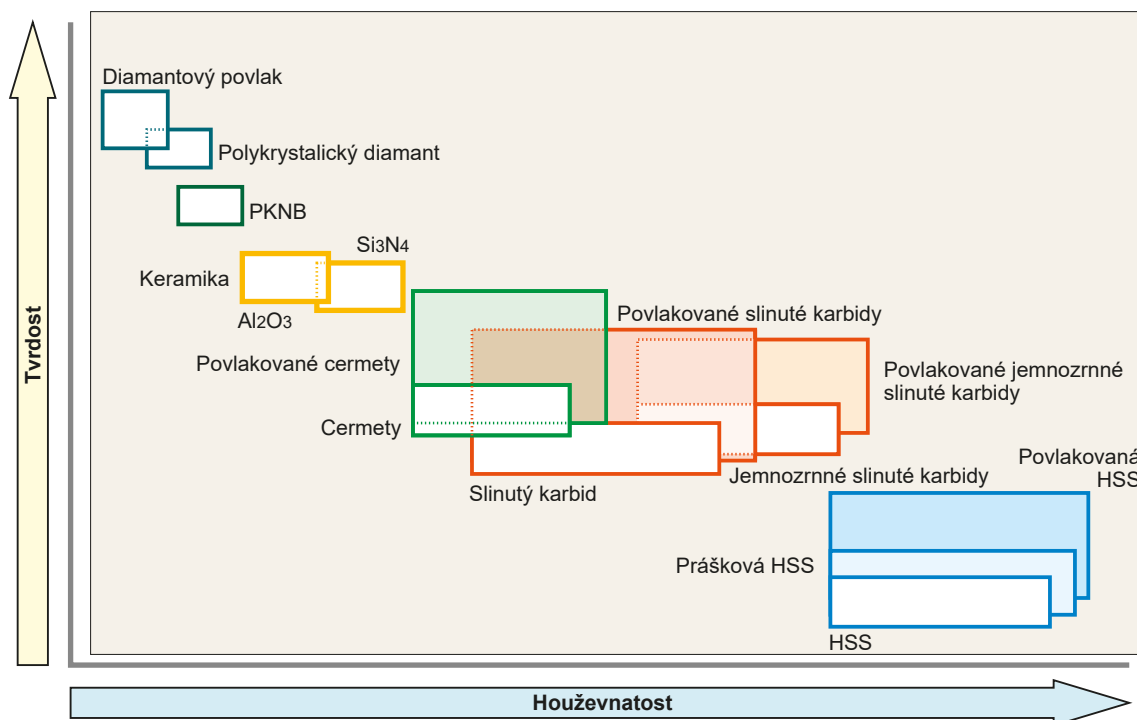 Diamantový povlak
Polykrystalický diamant
PKNB
Si3N4
Keramika
Al2O3
Povlakované slinuté karbidy
Povlakované cermety
Povlakované jemnozrnné
slinuté karbidy
Cermety
Povlakovaná
HSS
Jemnozrnné slinuté karbidy
Slinutý karbid
Prášková HSS
HSS
Tvrdost
Houževnatost